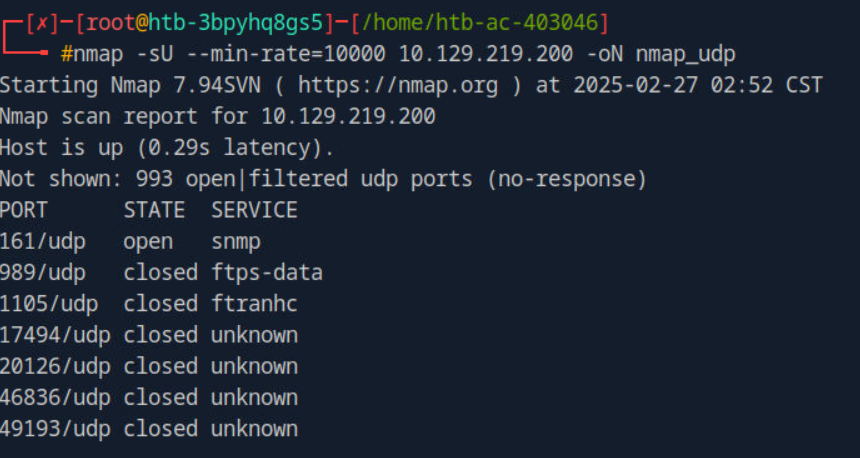 ┌─[✗]─[root@htb-3bpyhq8gs5]─[/home/htb-ac-403046]
└──╼ #nmap -sU --min-rate=10000 10.129.219.200 -oN nmap_udp
Starting Nmap 7.94SVN ( https://nmap.org ) at 2025-02-27 02:52 CST
Nmap scan report for 10.129.219.200
Host is up (0.29s latency).
Not shown: 993 open|filtered udp ports (no-response)
PORT      STATE  SERVICE
161/udp   open   snmp
989/udp   closed ftps-data
1105/udp  closed ftranhc
17494/udp closed unknown
20126/udp closed unknown
46836/udp closed unknown
49193/udp closed unknown